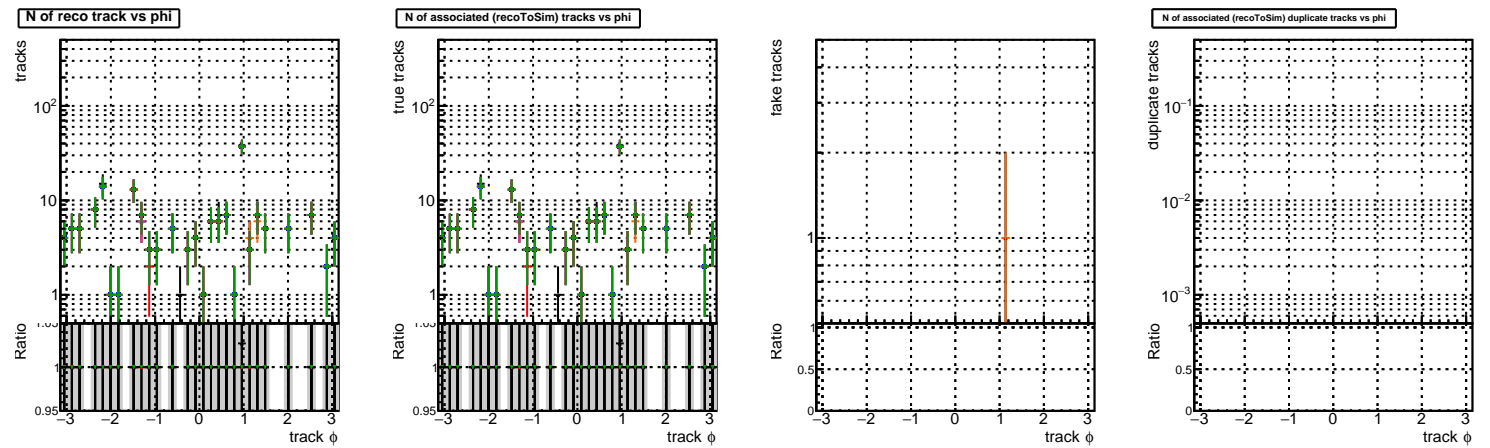 N of reco track vs phi
tracks
10²
10
1
Ratio
1.05
1
0.95
−3 −2 −1 0 1 2 3
track ϕ
N of associated (recoToSim) tracks vs phi
true tracks
10²
10
1
Ratio
1.05
1
0.95
−3 −2 −1 0 1 2 3
track ϕ
fake tracks
1
Ratio
1
0.5
0
−3 −2 −1 0 1 2 3
track ϕ
N of associated (recoToSim) duplicate tracks vs phi
duplicate tracks
10⁻¹
10⁻²
10⁻³
Ratio
1
0.5
0
−3 −2 −1 0 1 2 3
track ϕ